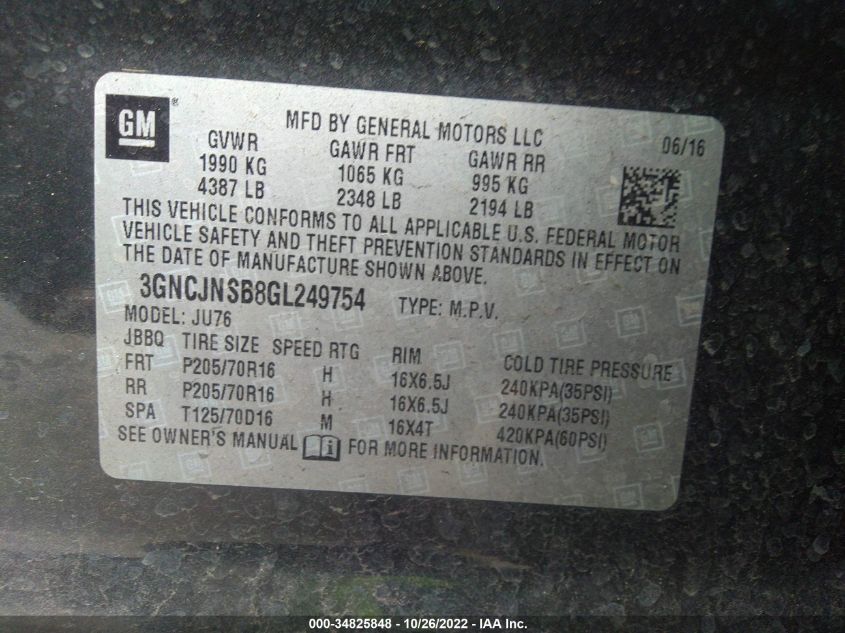 GM®
MFD BY GENERAL MOTORS LLC 06/16
GVWR GAWR FRT GAWR RR
1990 KG 1065 KG 995 KG
4387 LB 2348 LB 2194 LB
THIS VEHICLE CONFORMS TO ALL APPLICABLE U.S. FEDERAL MOTOR
VEHICLE SAFETY AND THEFT PREVENTION STANDARDS IN EFFECT ON
THE DATE OF MANUFACTURE SHOWN ABOVE.
3GNCJNSB8GL249754 TYPE: M.P.V.
MODEL: JU76
JBBQ TIRE SIZE SPEED RTG RIM COLD TIRE PRESSURE
FRT P205/70R16 H 16X6.5J 240KPA(35PSI)
RR P205/70R16 H 16X6.5J 240KPA(35PSI)
SPA T125/70D16 M 16X4T 420KPA(60PSI)
SEE OWNER'S MANUAL FOR MORE INFORMATION.
000-34825848 - 10/26/2022 - IAA Inc.